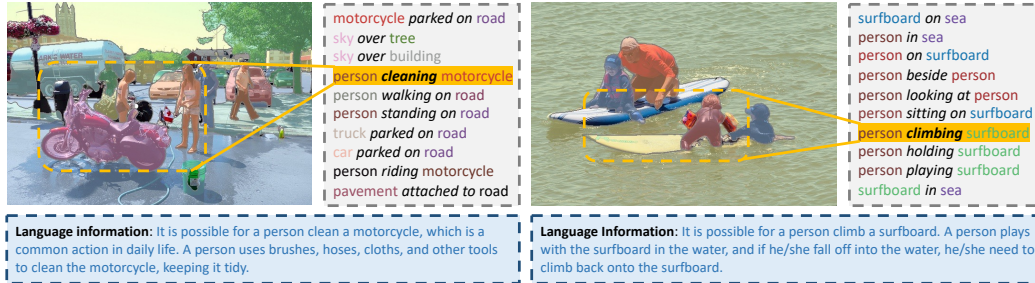 motorcycle parked on road
sky over tree
sky over building
person cleaning motorcycle
person walking on road
person standing on road
truck parked on road
car parked on road
person riding motorcycle
pavement attached to road
Language information: It is possible for a person clean a motorcycle, which is a
common action in daily life. A person uses brushes, hoses, cloths, and other tools
to clean the motorcycle, keeping it tidy.
surfboard on sea
person in sea
person on surfboard
person beside person
person looking at person
person sitting on surfboard
person climbing surfboard
person holding surfboard
person playing surfboard
surfboard in sea
Language Information: It is possible for a person climb a surfboard. A person plays
with the surfboard in the water, and if he/she fall off into the water, he/she need to
climb back onto the surfboard.